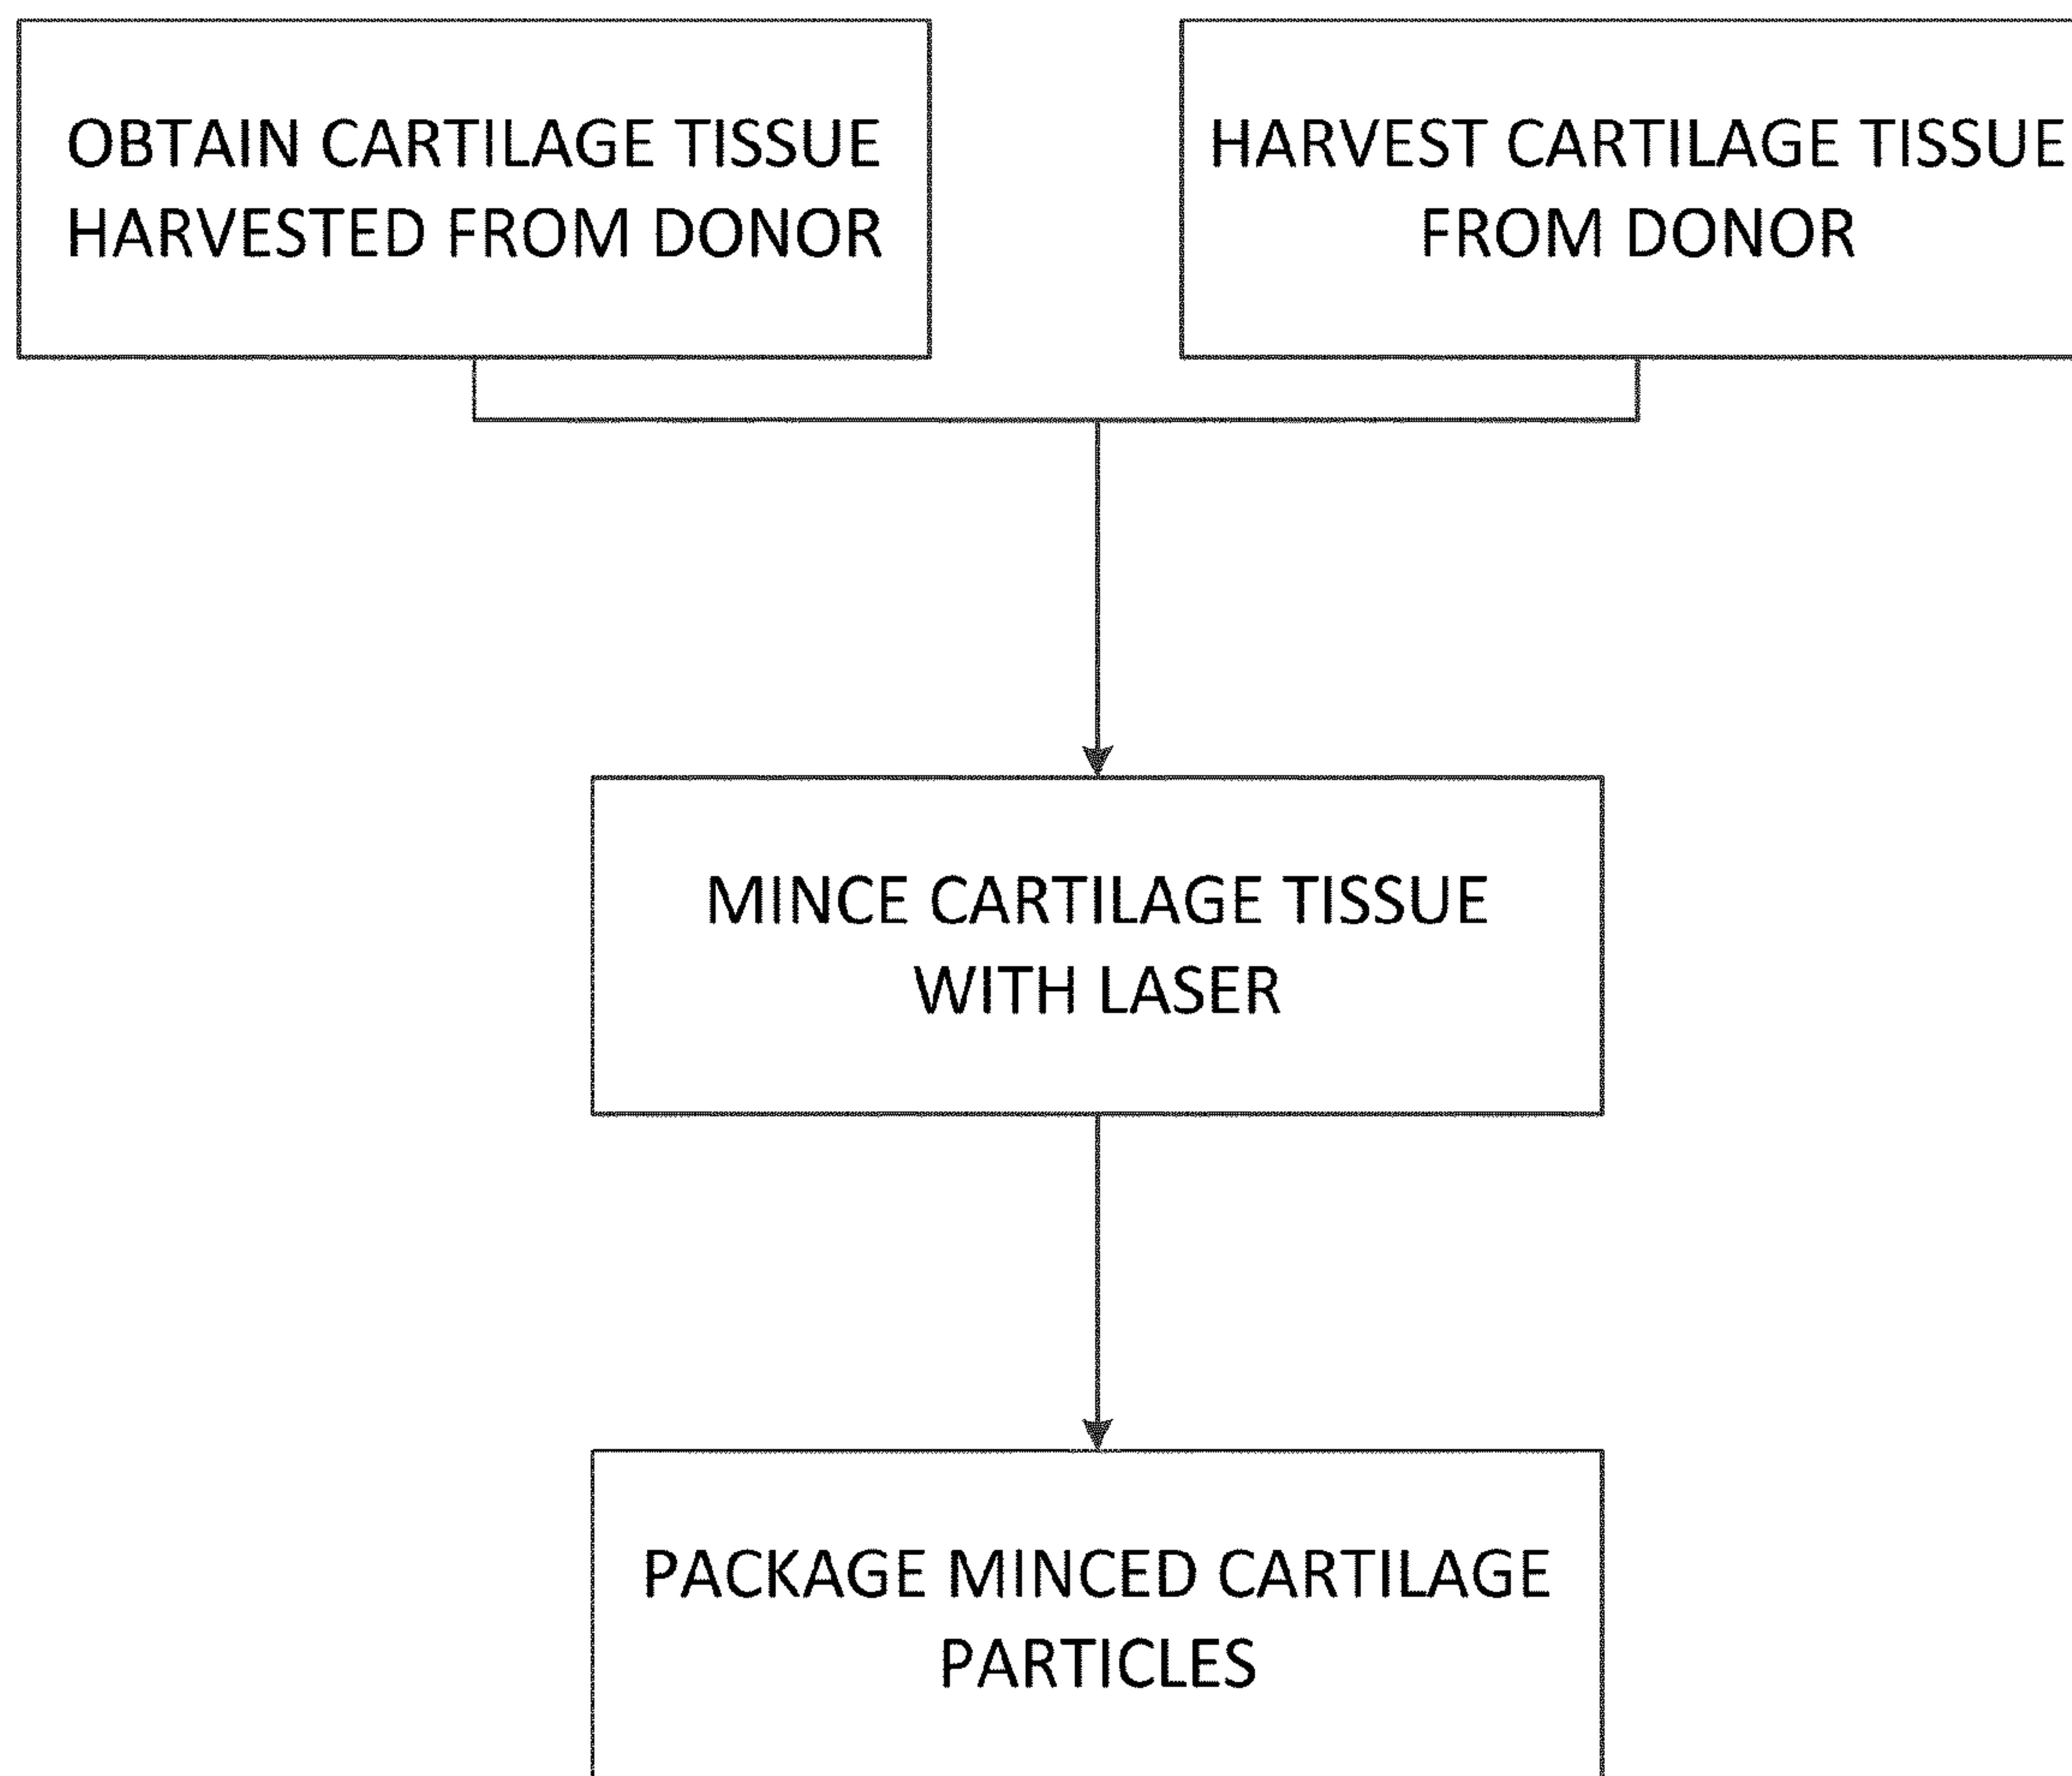 OBTAIN CARTILAGE TISSUE
HARVESTED FROM DONOR
HARVEST CARTILAGE TISSUE
FROM DONOR
MINCE CARTILAGE TISSUE
WITH LASER
PACKAGE MINCED CARTILAGE
PARTICLES